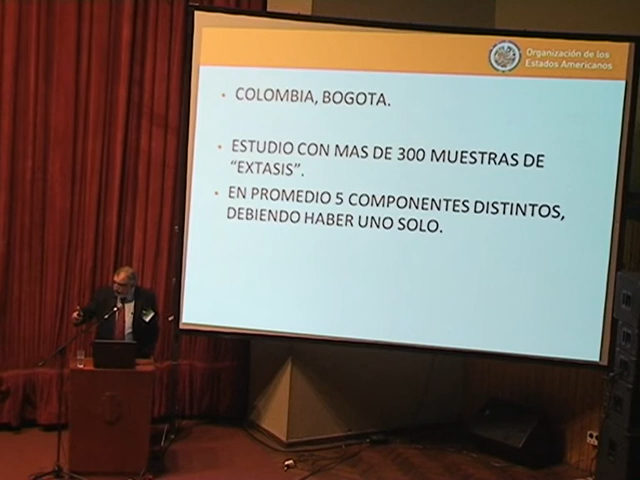 Organización de los
Estados Americanos
• COLOMBIA, BOGOTA.
• ESTUDIO CON MAS DE 300 MUESTRAS DE
“EXTASIS”.
• EN PROMEDIO 5 COMPONENTES DISTINTOS,
DEBIENDO HABER UNO SOLO.